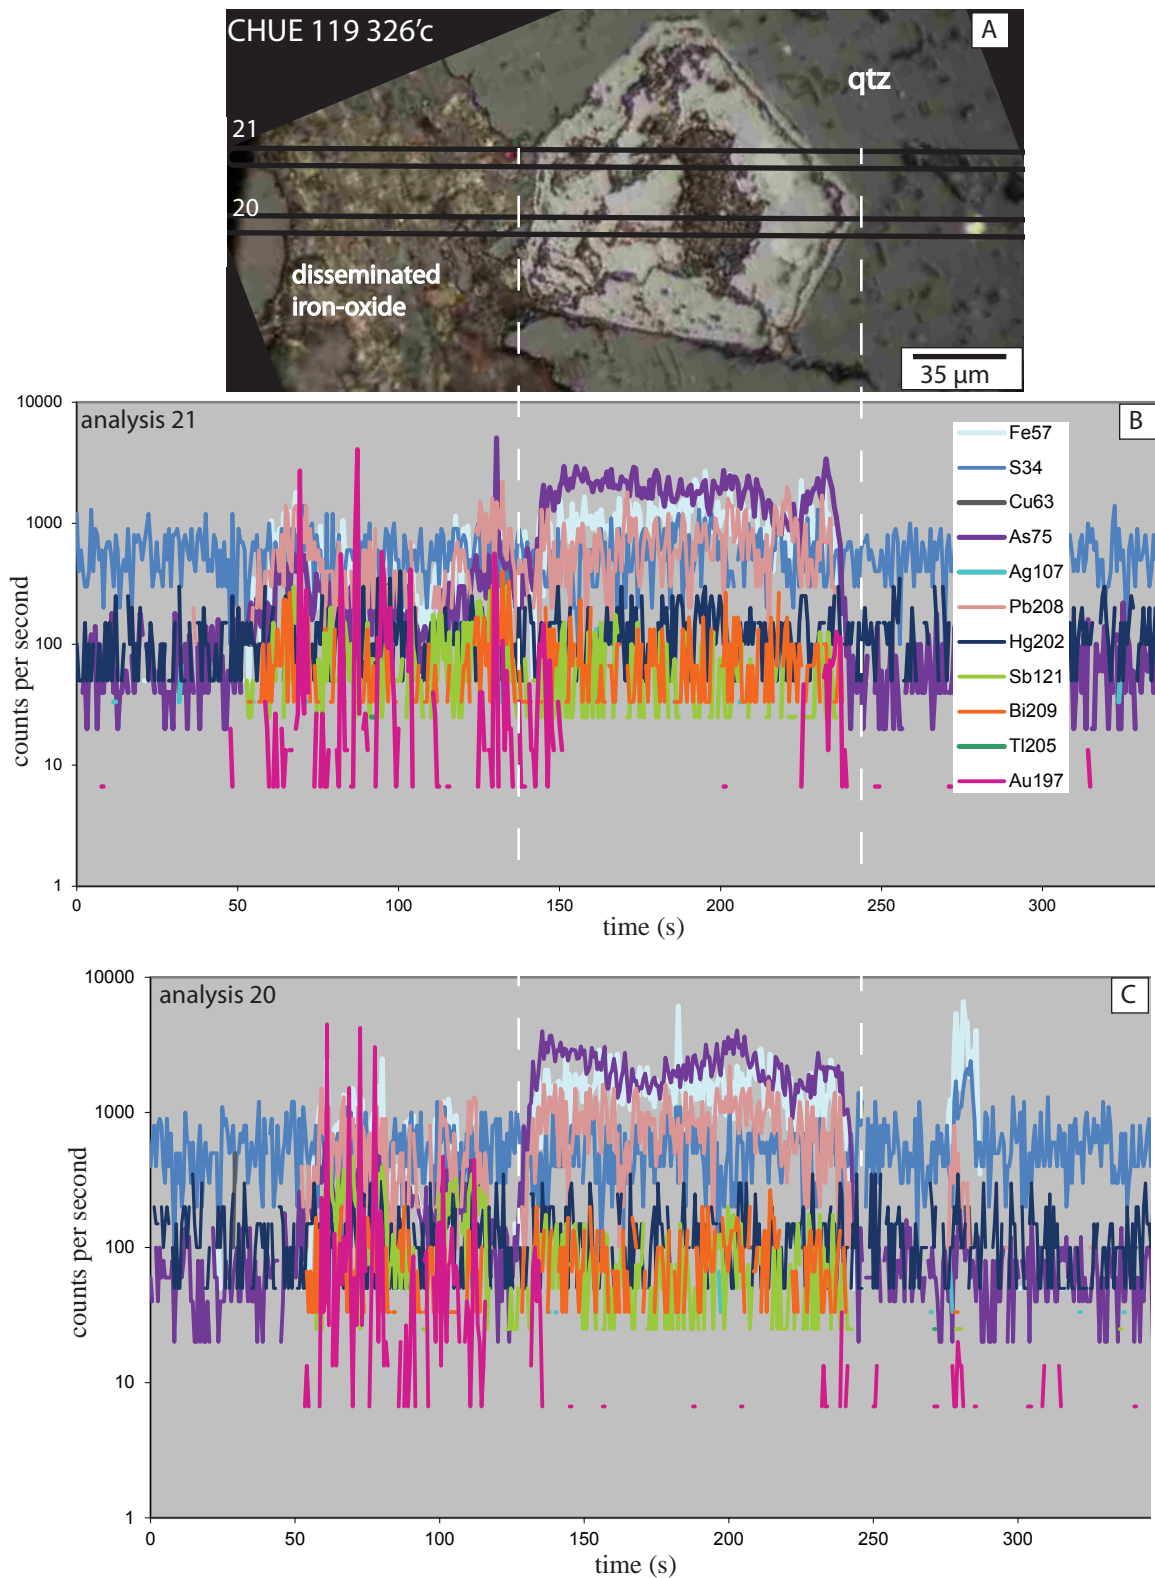 CHUE 119 326'c
A
qtz
21
20
disseminated
iron-oxide
35 µm
analysis 21
B
10000
1000
100
10
1
counts per second
0 50 100 150 200 250 300
time (s)
Fe57
S34
Cu63
As75
Ag107
Pb208
Hg202
Sb121
Bi209
Tl205
Au197
analysis 20
C
10000
1000
100
10
1
counts per second
0 50 100 150 200 250 300
time (s)